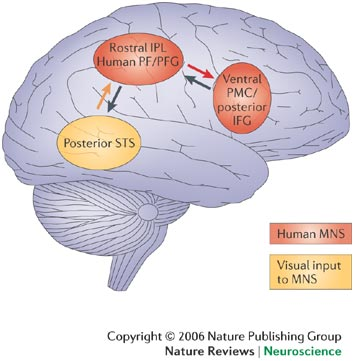 Rostral IPL
Human PF/PFG
Ventral
PMC/
posterior
IFG
Posterior STS
Human MNS
Visual input
to MNS
Copyright © 2006 Nature Publishing Group
Nature Reviews | Neuroscience